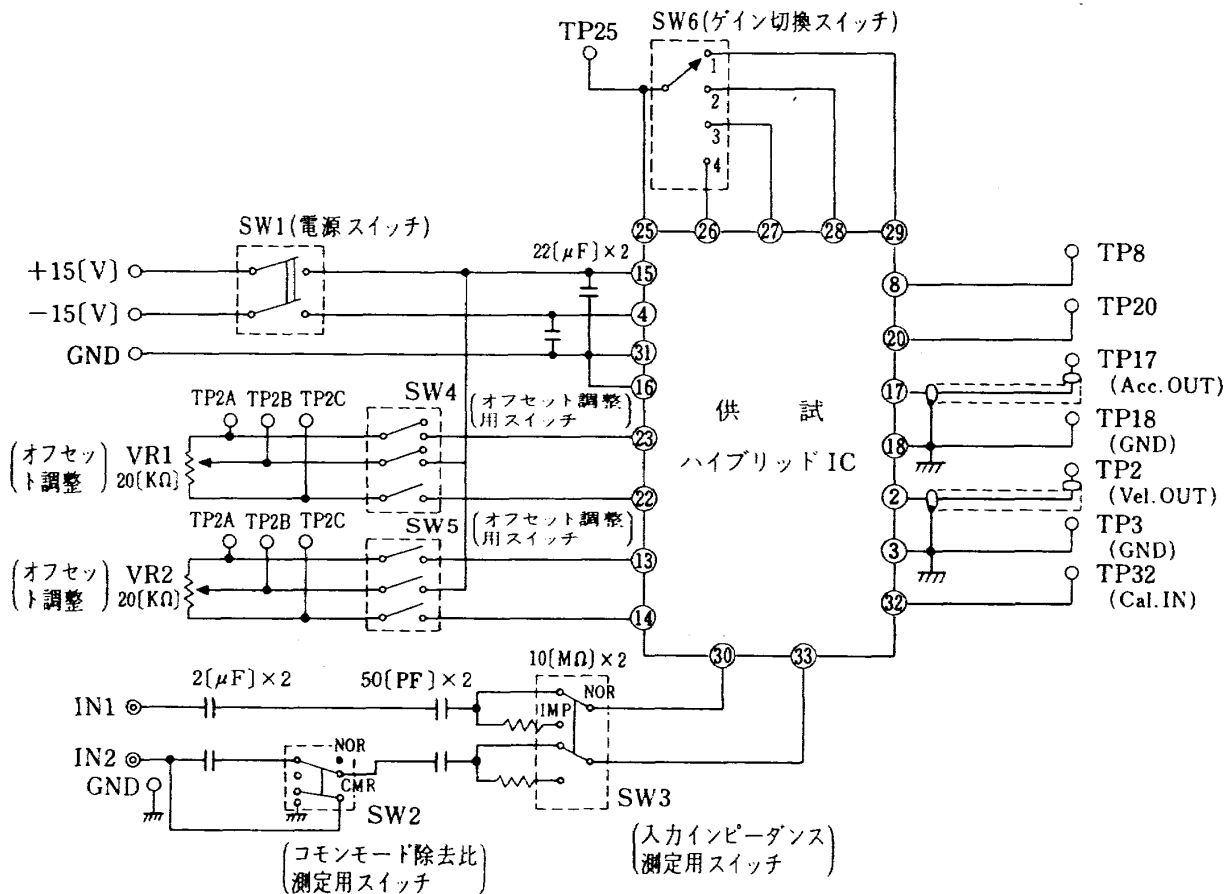 SW6(ゲイン切換スイッチ)
TP25
1
2
3
4
SW1(電源スイッチ)
25
26
27
28
29
+15[V]
-15[V]
GND
22[μF]×2
15
4
31
16
8
TP8
20
TP20
17
TP17
(Acc.OUT)
18
TP18
(GND)
2
TP2
(Vel.OUT)
3
TP3
(GND)
32
TP32
(Cal.IN)
供試
ハイブリッドIC
TP2A TP2B TP2C
SW4
(オフセット調整
用スイッチ)
23
22
(オフセッ
ト調整)
VR1
20[KΩ]
TP2A TP2B TP2C
SW5
(オフセット調整
用スイッチ)
13
14
(オフセッ
ト調整)
VR2
20[KΩ]
30
33
2[μF]×2
50[PF]×2
10[MΩ]×2
IN1
NOR
IMP
IN2
GND
NOR
CMR
SW2
SW3
(コモンモード除去比
測定用スイッチ)
(入力インピーダンス
測定用スイッチ)